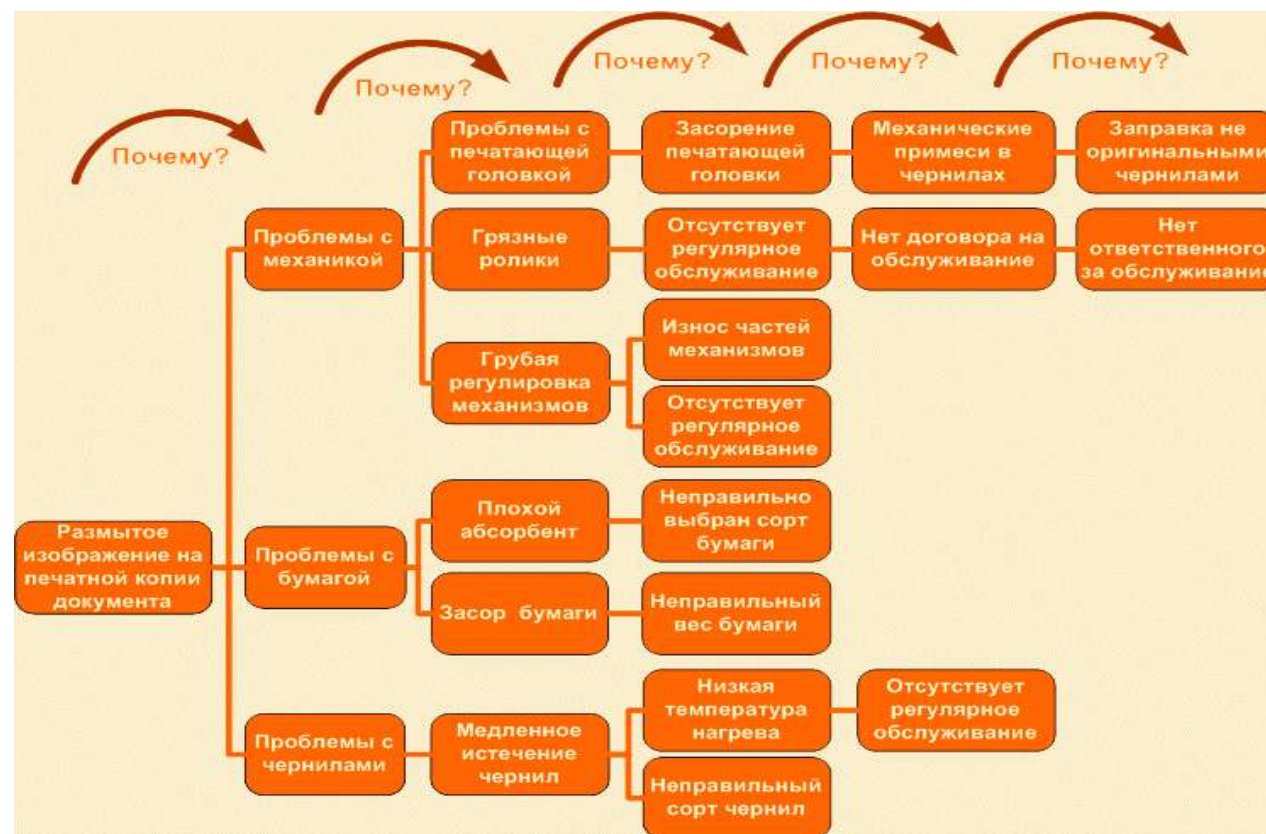 Почему?
Почему?
Почему?
Почему?
Почему?
Проблемы с
печатающей
головкой
Засорение
печатающей
головки
Механические
примеси в
чернилах
Заправка не
оригинальными
чернилами
Проблемы с
механикой
Грязные
ролики
Отсутствует
регулярное
обслуживание
Нет договора на
обслуживание
Нет
ответственного
за обслуживание
Грубая
регулировка
механизмов
Износ частей
механизмов
Отсутствует
регулярное
обслуживание
Размытое
изображение на
печатной копии
документа
Проблемы с
бумагой
Плохой
абсорбент
Неправильно
выбран сорт
бумаги
Засор бумаги
Неправильный
вес бумаги
Проблемы с
чернилами
Медленное
истечение
чернил
Низкая
температура
нагрева
Отсутствует
регулярное
обслуживание
Неправильный
сорт чернил